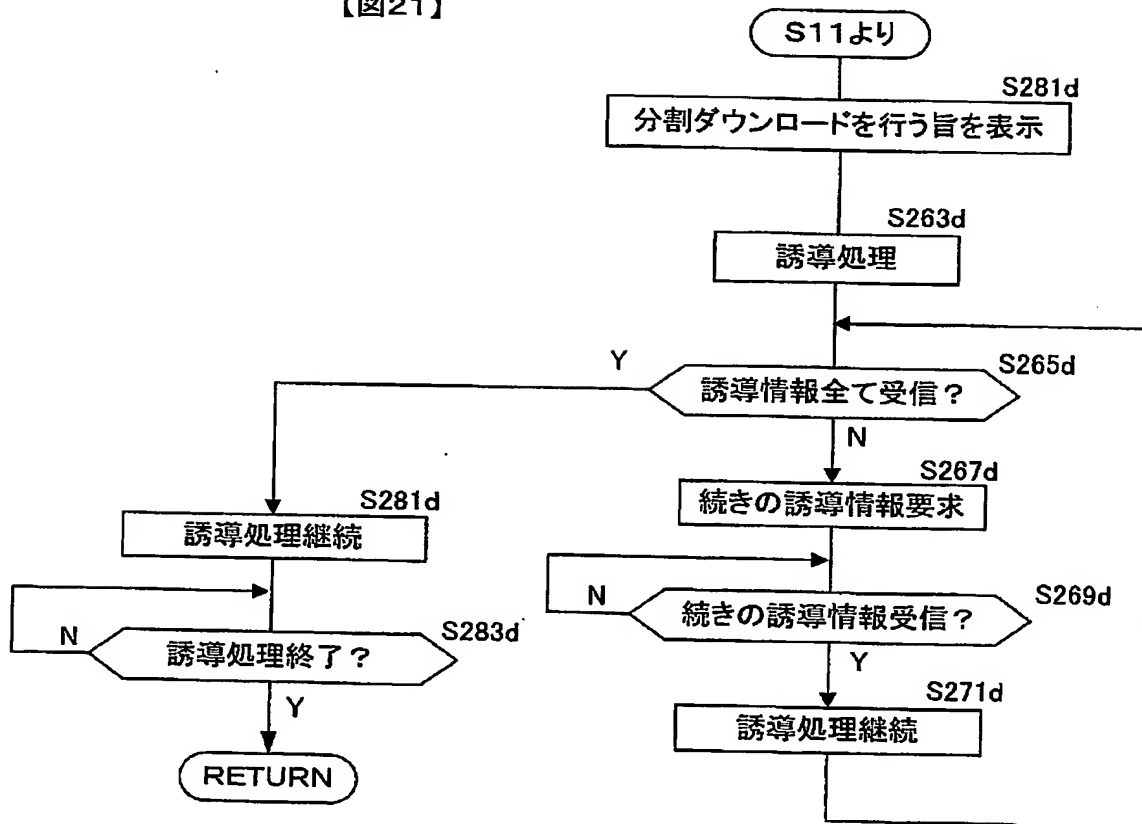 【図21】
S11より
S281d
分割ダウンロードを行う旨を表示
S263d
誘導処理
S265d
誘導情報全て受信？
Y
N
S267d
続きの誘導情報要求
S269d
続きの誘導情報受信？
N
Y
S271d
誘導処理継続
S281d
誘導処理継続
S283d
誘導処理終了？
N
Y
RETURN